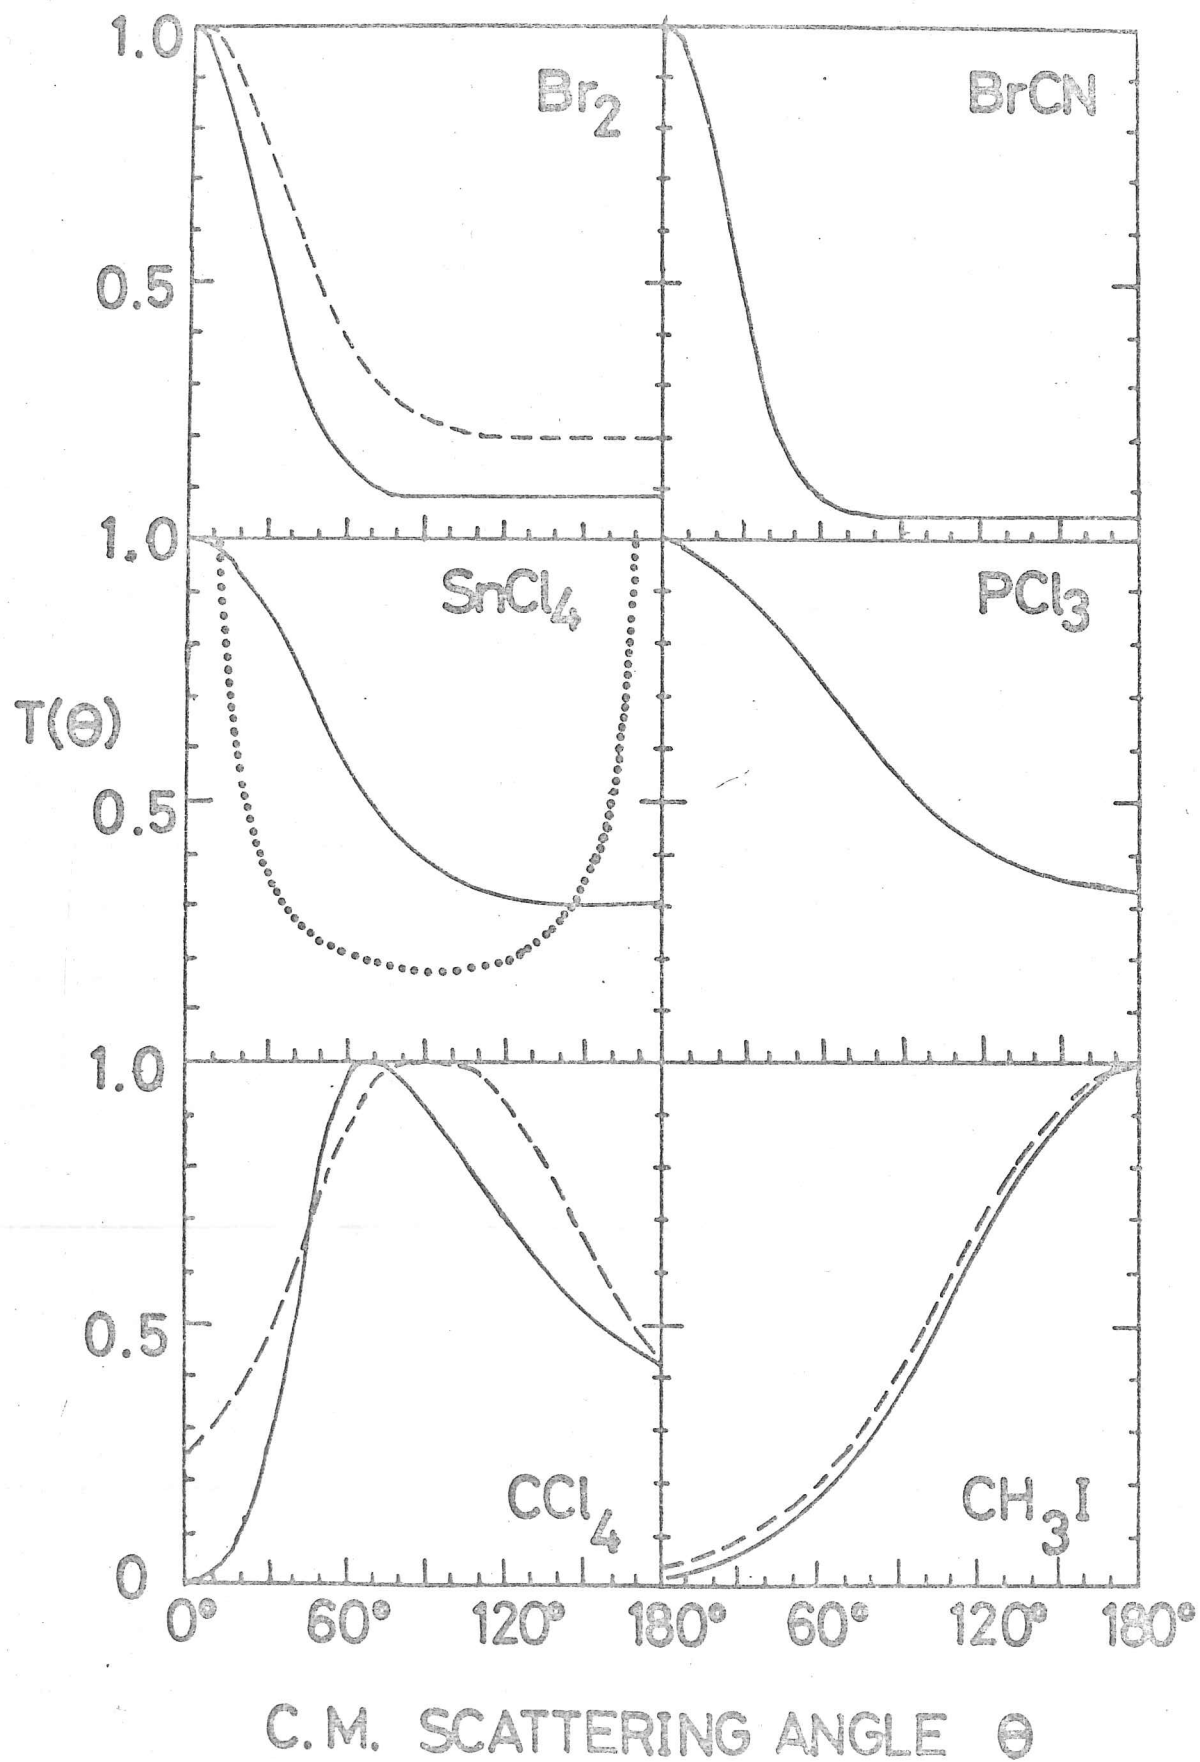 1.0
Br2
BrCN
0.5
1.0
SnCl4
PCl3
T(Θ)
0.5
1.0
0.5
CCl4
CH3I
0
0° 60° 120° 180° 60° 120° 180°
C.M. SCATTERING ANGLE Θ